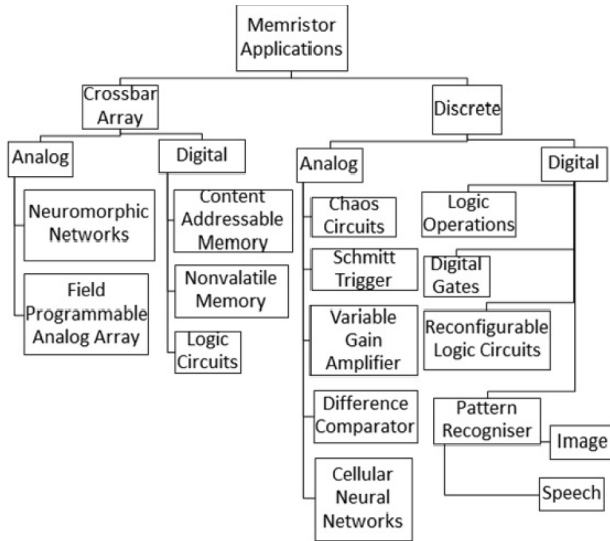 Memristor
Applications
Crossbar
Array
Discrete
Analog
Digital
Analog
Digital
Neuromorphic
Networks
Field
Programmable
Analog Array
Content
Addressable
Memory
Nonvalatile
Memory
Logic
Circuits
Chaos
Circuits
Schmitt
Trigger
Variable
Gain
Amplifier
Difference
Comparator
Cellular
Neural
Networks
Logic
Operations
Digital
Gates
Reconfigurable
Logic Circuits
Pattern
Recogniser
Image
Speech